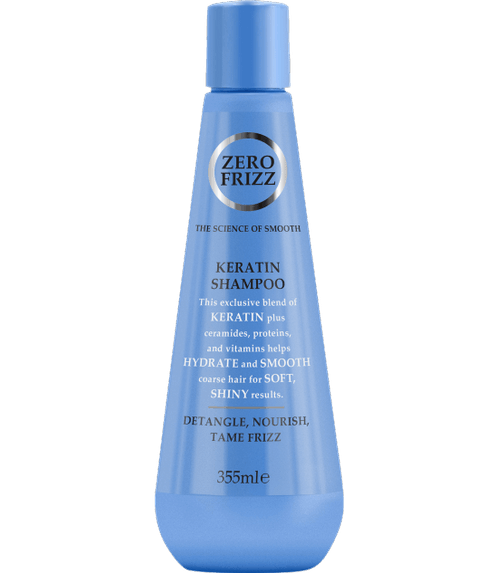 ZERO
FRIZZ
THE SCIENCE OF SMOOTH
KERATIN
SHAMPOO
This exclusive blend of
KERATIN plus
ceramides, proteins,
and vitamins helps
HYDRATE and SMOOTH
coarse hair for SOFT,
SHINY results.
DETANGLE, NOURISH,
TAME FRIZZ
355ml℮